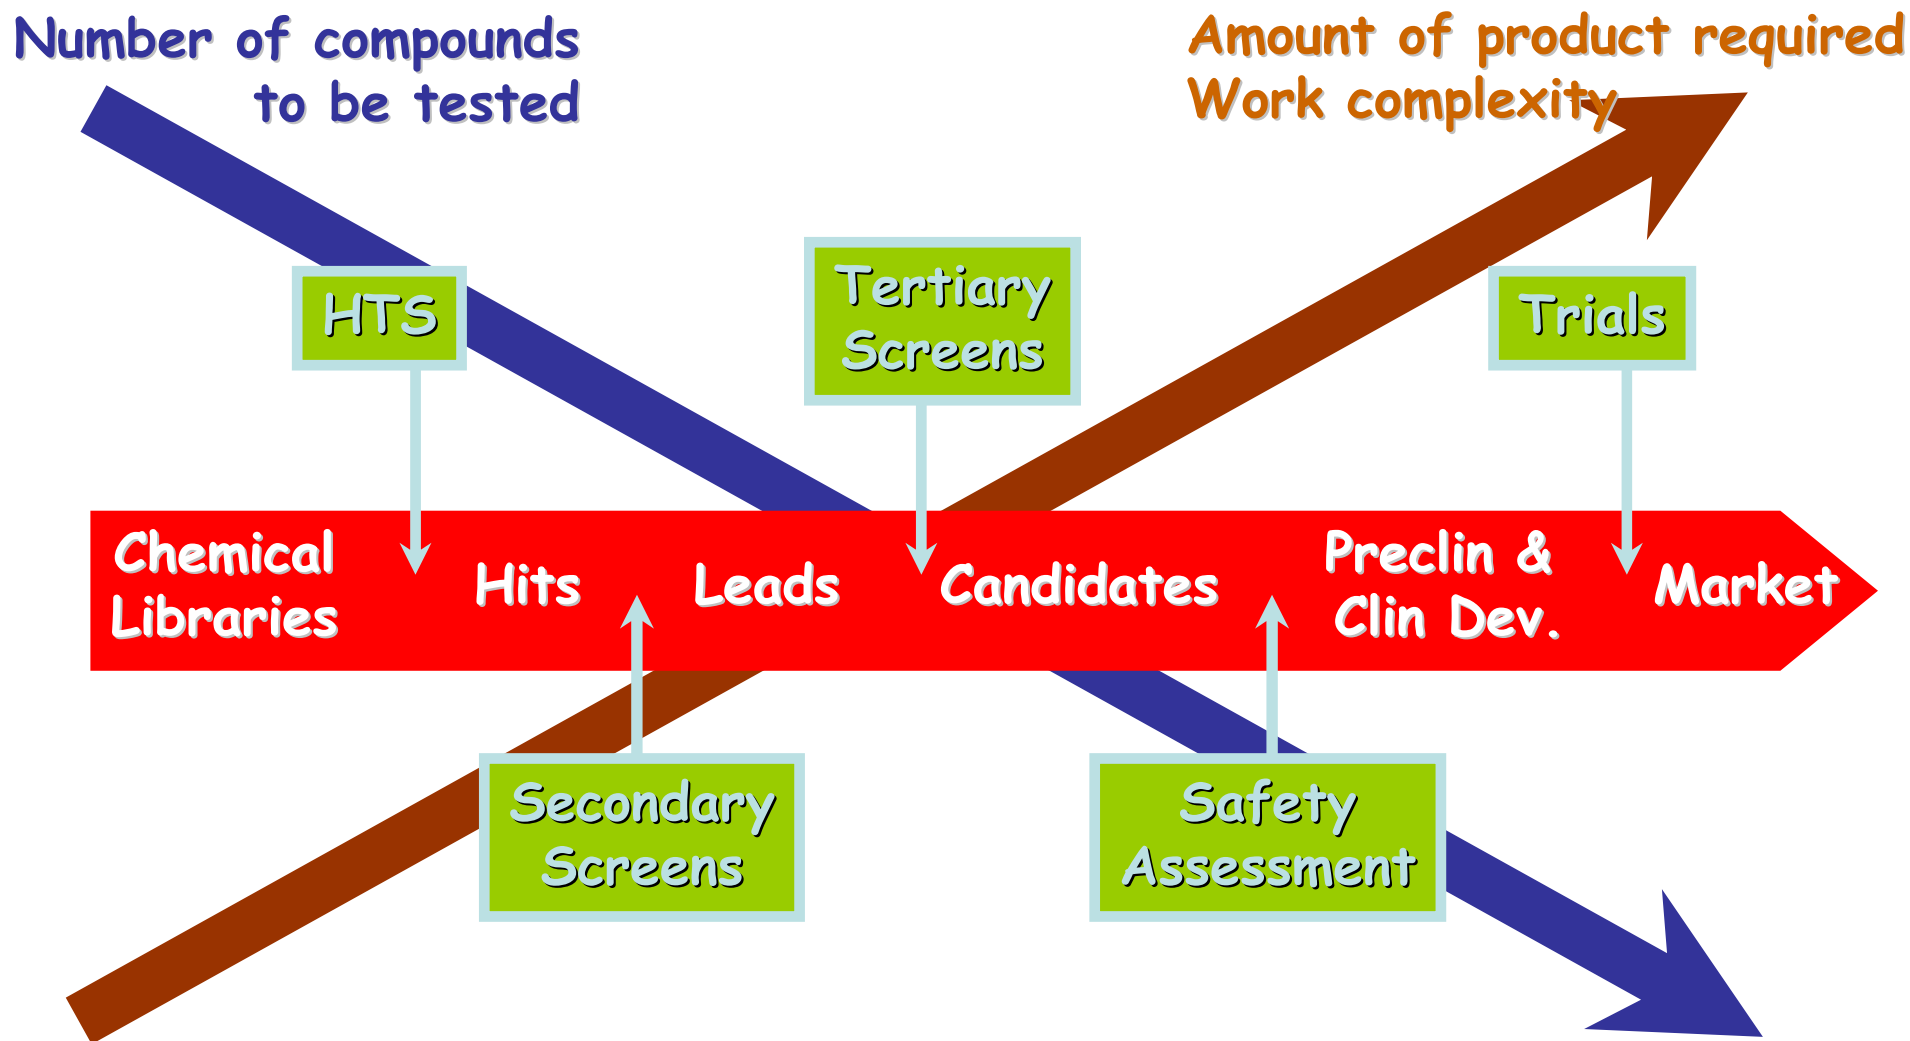 Number of compounds
to be tested
Amount of product required
Work complexity
HTS
Tertiary
Screens
Trials
Chemical
Libraries
Hits
Leads
Candidates
Preclin &
Clin Dev.
Market
Secondary
Screens
Safety
Assessment